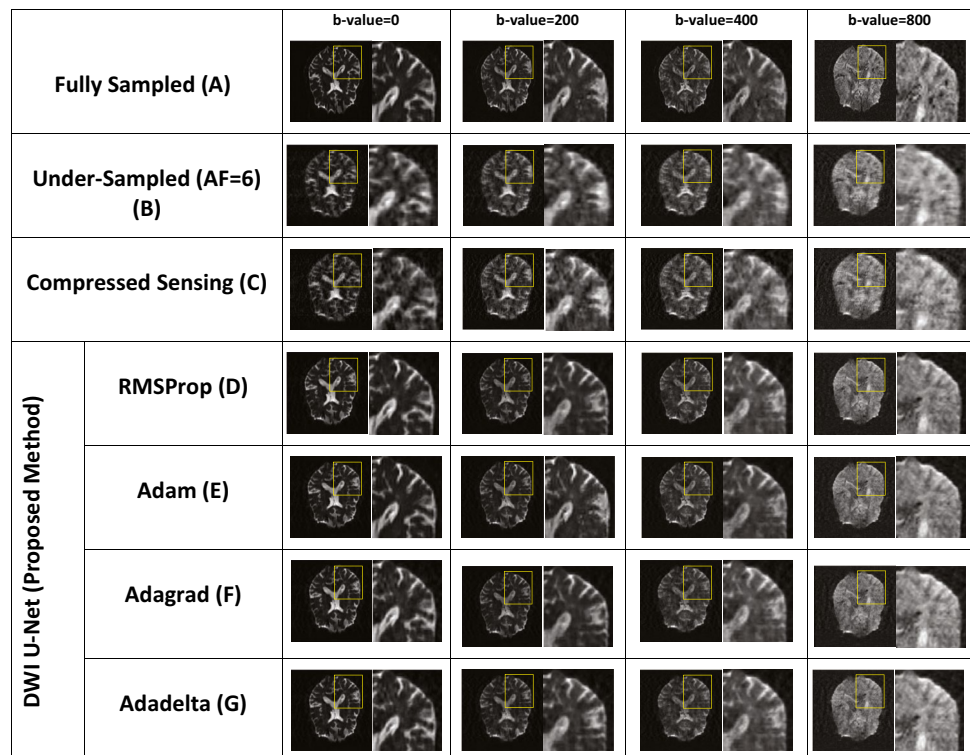 b-value=0 b-value=200 b-value=400 b-value=800
Fully Sampled (A)
Under-Sampled (AF=6)
(B)
Compressed Sensing (C)
DWI U-Net (Proposed Method)
RMSProp (D)
Adam (E)
Adagrad (F)
Adadelta (G)